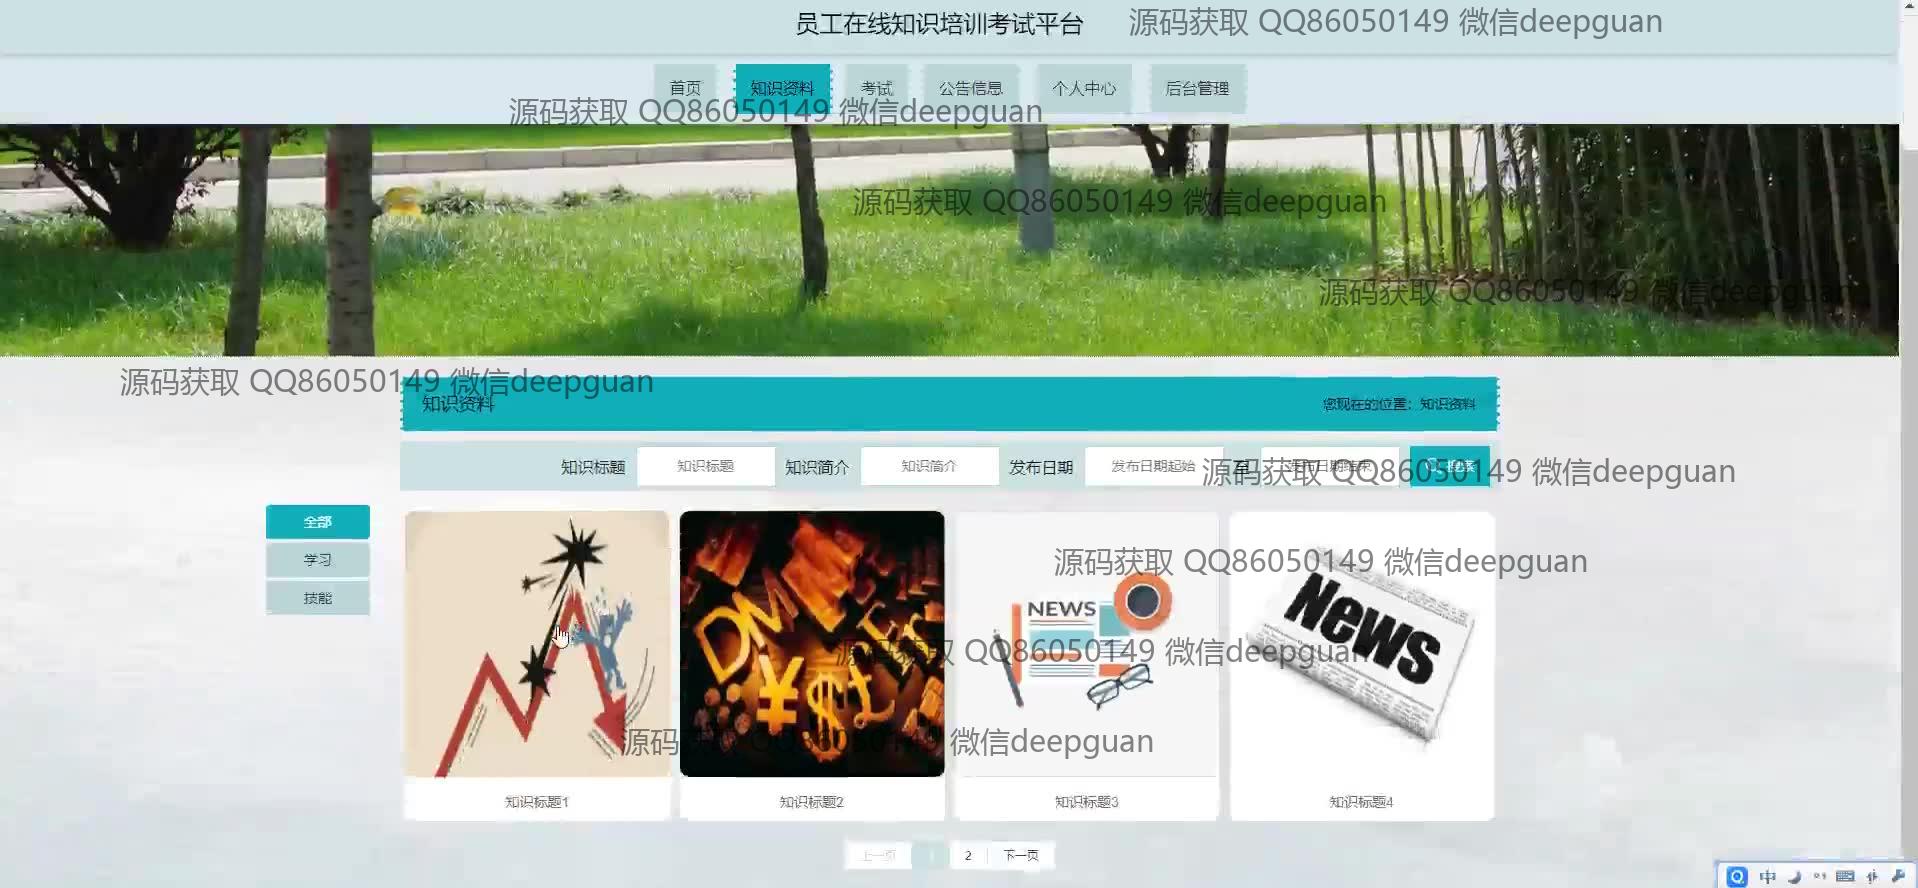 员工在线知识培训考试平台
源码获取 QQ86050149 微信deepguan
首页 知识资料 考试 公告信息 个人中心 后台管理
源码获取 QQ86050149 微信deepguan
源码获取 QQ86050149 微信deepguan
源码获取 QQ86050149 微信deepguan
源码获取 QQ86050149 微信deepguan
知识资料
您现在的位置：知识资料
知识标题 知识标题 知识简介 知识简介 发布日期 发布日期起始 至 发布日期结束 搜索
源码获取 QQ86050149 微信deepguan
全部
学习
技能
源码获取 QQ86050149 微信deepguan
DM
¥$£
NEWS
News
源码获取 QQ86050149 微信deepguan
源码获取 QQ86050149 微信deepguan
知识标题1
知识标题2
知识标题3
知识标题4
上一页 1 2 下一页
中